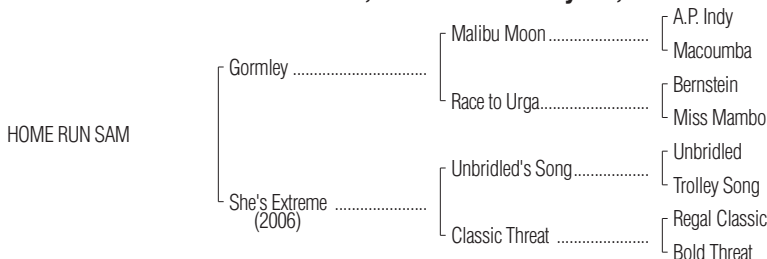 A.P. Indy
Malibu Moon ........................
Macoumba
Gormley ................................
Bernstein
Race to Urga..........................
Miss Mambo
HOME RUN SAM
Unbridled
Unbridled's Song..................
Trolley Song
She's Extreme ......................
(2006)
Regal Classic
Classic Threat ......................
Bold Threat